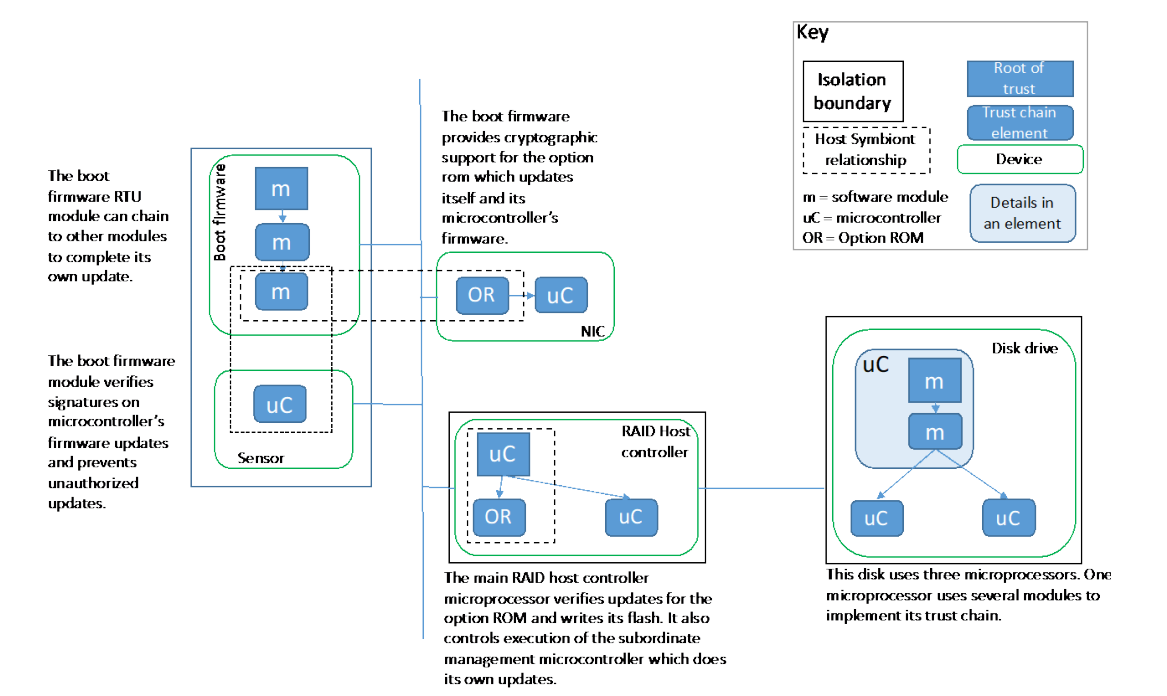 Key
Isolation
boundary
Root of
trust
Trust chain
element
Host Symbiont
relationship
Device
m = software module
uC = microcontroller
OR = Option ROM
Details in
an element
The boot
firmware RTU
module can chain
to other modules
to complete its
own update.
Boot firmware
m
m
m
The boot firmware
provides cryptographic
support for the option
rom which updates
itself and its
microcontroller's
firmware.
OR
uC
NIC
The boot firmware
module verifies
signatures on
microcontroller's
firmware updates
and prevents
unauthorized
updates.
uC
Sensor
RAID Host
controller
uC
OR
uC
The main RAID host controller
microprocessor verifies updates for the
option ROM and writes its flash. It also
controls execution of the subordinate
management microcontroller which does
its own updates.
Disk drive
uC
m
m
uC
uC
This disk uses three microprocessors. One
microprocessor uses several modules to
implement its trust chain.